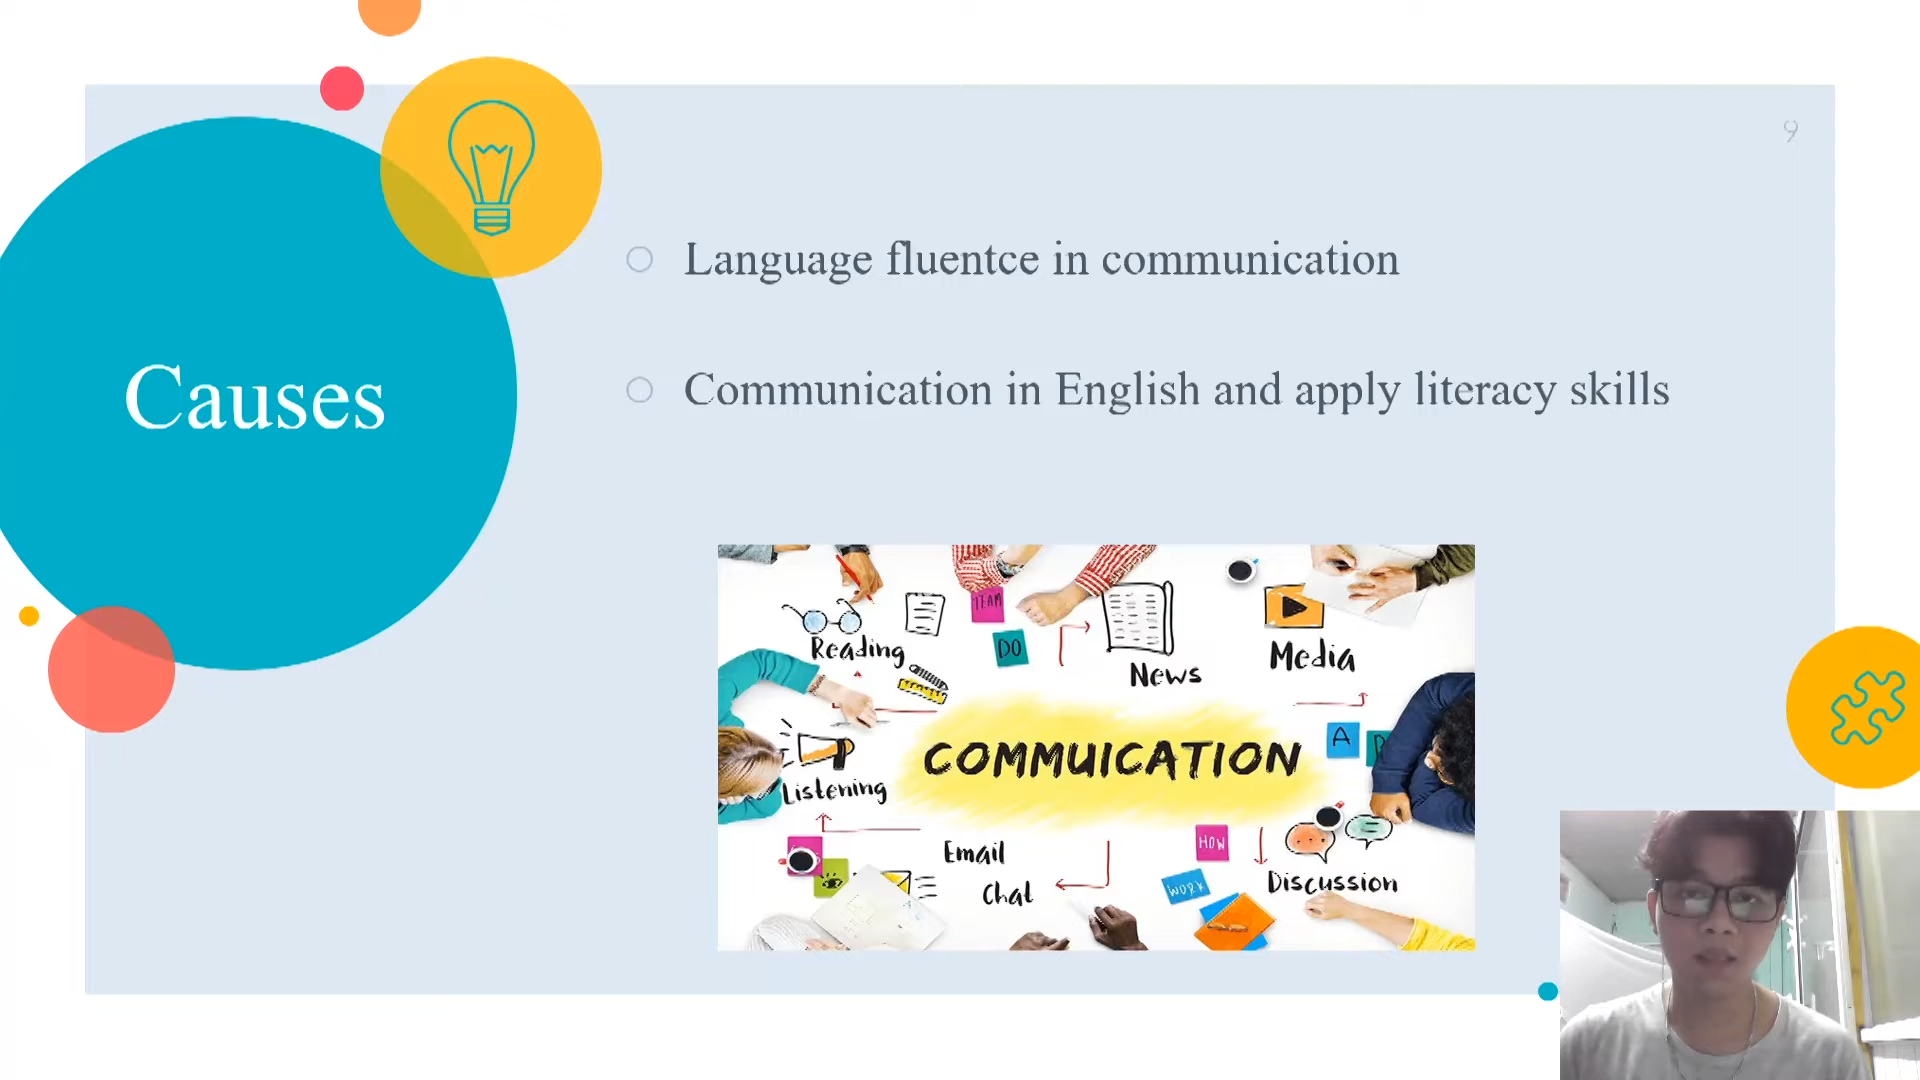 9
Language fluentce in communication
Causes
Communication in English and apply literacy skills
TEAM
DO
Reading
News
Media
A
COMMUICATION
Listening
HOW
Email
Chat
WORK
Discussion